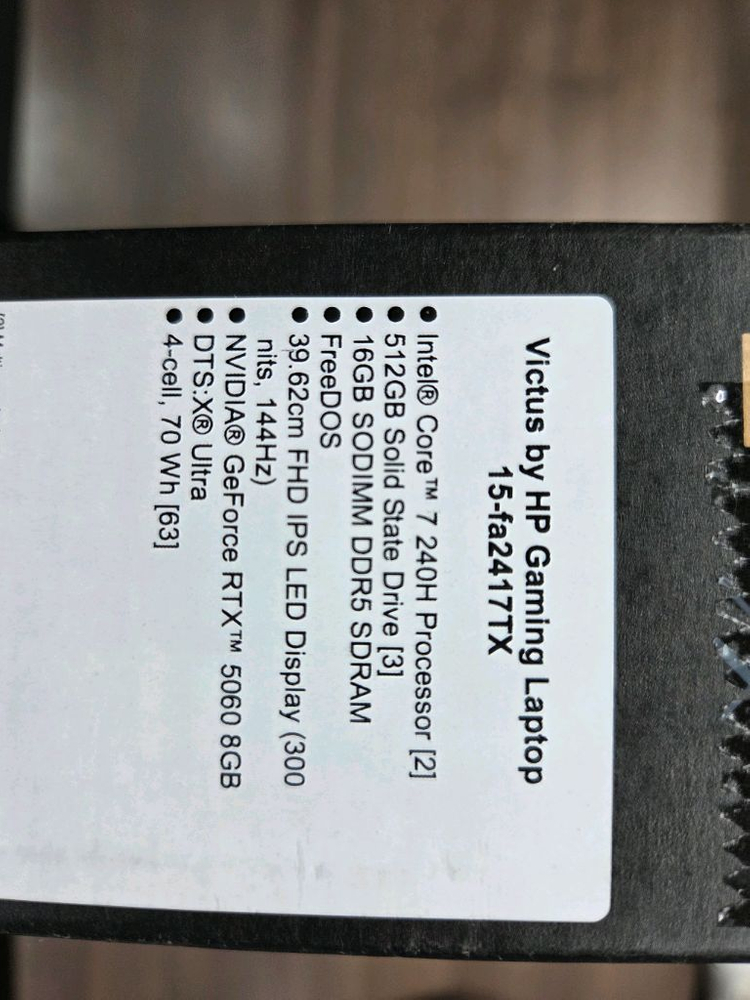 Victus by HP Gaming Laptop
15-fa2417TX
● Intel® Core™ 7 240H Processor [2]
● 512GB Solid State Drive [3]
● 16GB SODIMM DDR5 SDRAM
● FreeDOS
● 39.62cm FHD IPS LED Display (300
nits, 144Hz)
● NVIDIA® GeForce RTX™ 5060 8GB
● DTS:X® Ultra
● 4-cell, 70 Wh [63]